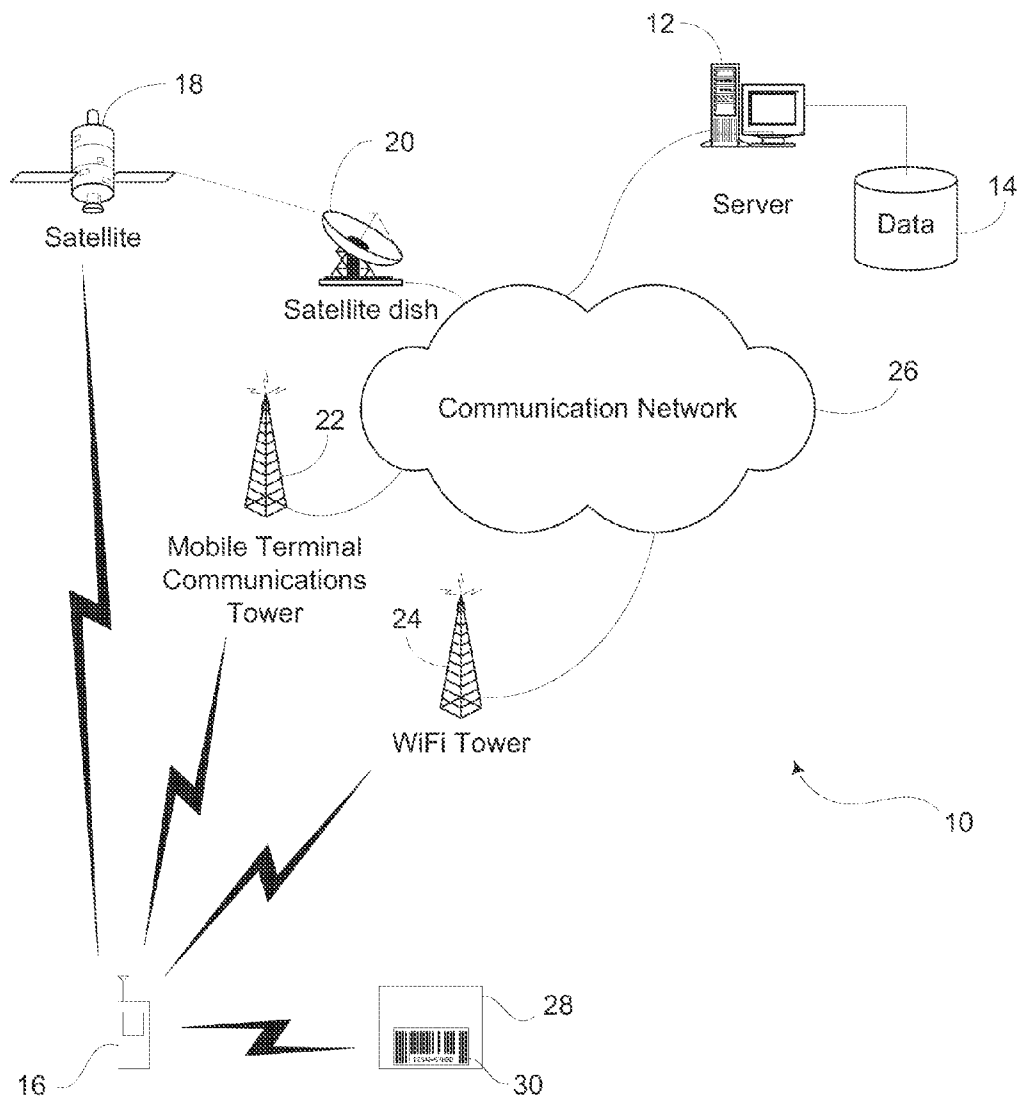 12
18
20
Server
14
Data
Satellite
Satellite dish
26
Communication Network
22
Mobile Terminal
Communications
Tower
24
WiFi Tower
10
28
16
30